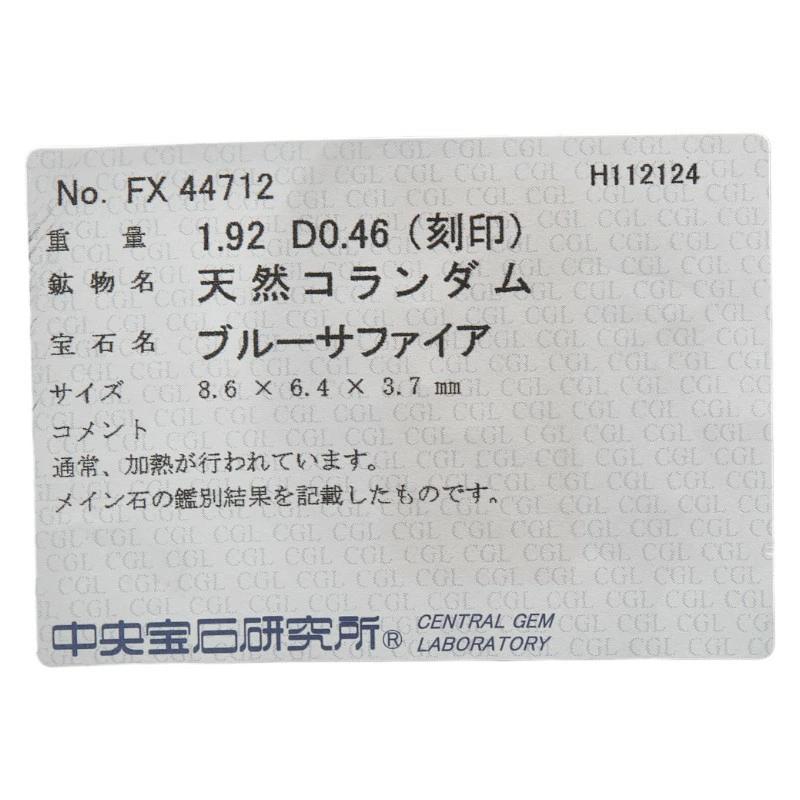 No. FX 44712
H112124
重 量 1.92 D0.46 (刻印)
鉱物名 天然コランダム
宝石名 ブルーサファイア
サイズ 8.6 × 6.4 × 3.7 mm
コメント
通常、加熱が行われています。
メイン石の鑑別結果を記載したものです。
中央宝石研究所® CENTRAL GEM
LABORATORY